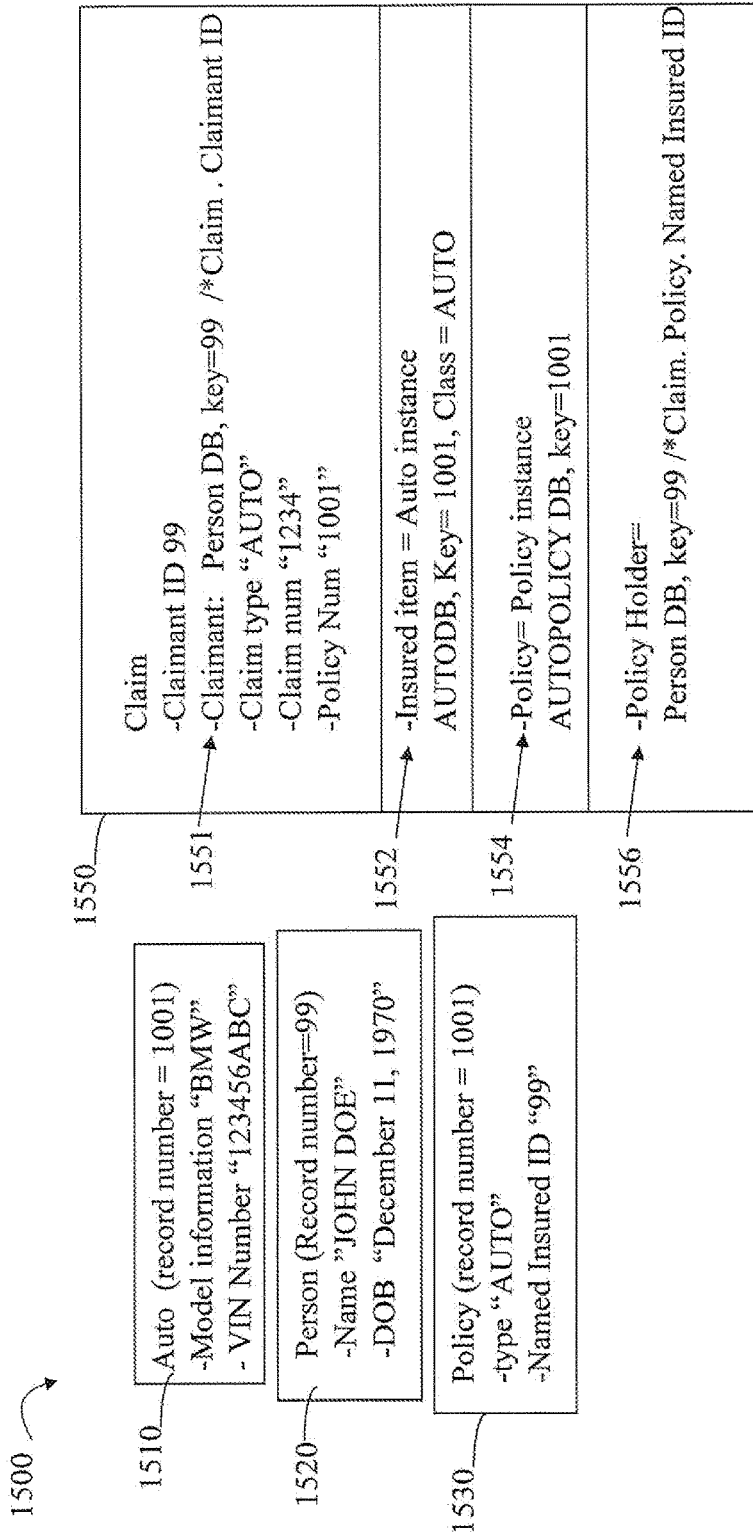 1500
1510
Auto (record number = 1001)
-Model information “BMW”
- VIN Number “123456ABC”
1520
Person (Record number=99)
-Name ”JOHN DOE”
-DOB “December 11, 1970”
1530
Policy (record number = 1001)
-type “AUTO”
-Named Insured ID “99”
1550
Claim
-Claimant ID 99
1551
-Claimant: Person DB, key=99 /*Claim . Claimant ID
-Claim type “AUTO”
-Claim num “1234”
-Policy Num “1001”
1552
-Insured item = Auto instance
AUTODB, Key= 1001, Class = AUTO
1554
-Policy= Policy instance
AUTOPOLICY DB, key=1001
1556
-Policy Holder=
Person DB, key=99 /*Claim. Policy. Named Insured ID